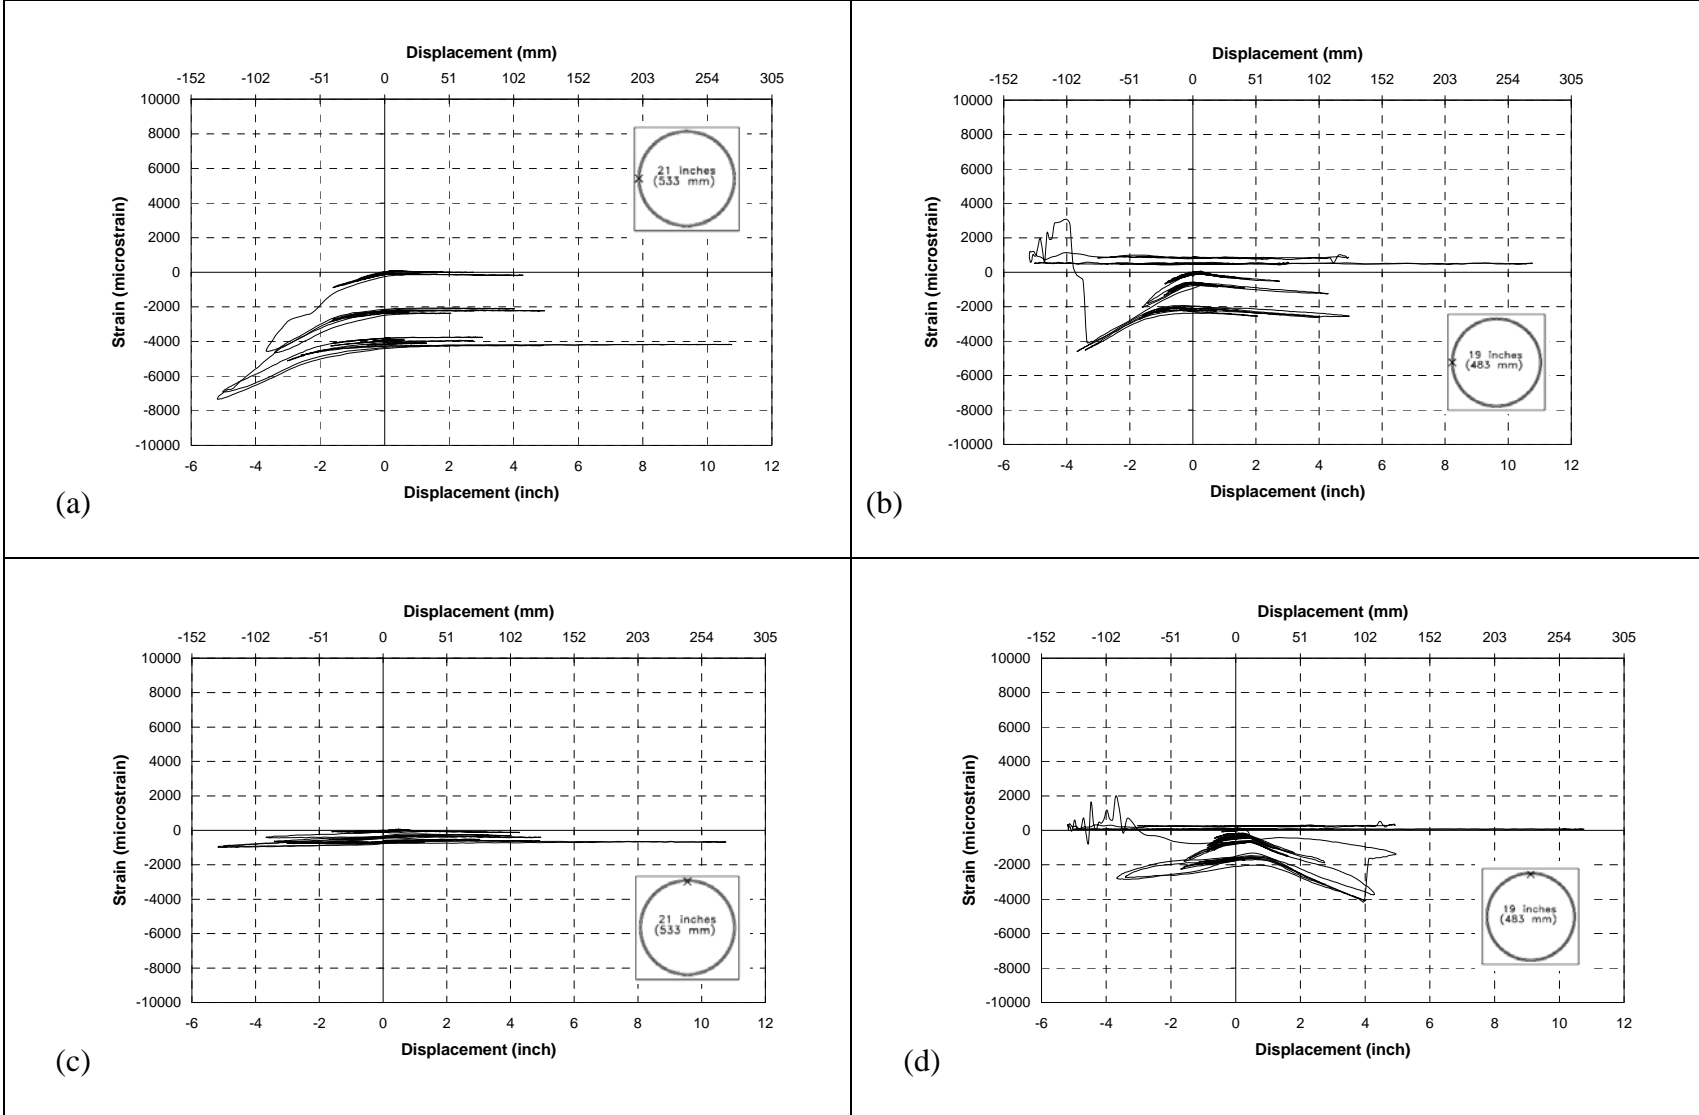 Displacement (mm)
-152 -102 -51 0 51 102 152 203 254 305
10000
8000
6000
4000
2000
0
-2000
-4000
-6000
-8000
-10000
Strain (microstrain)
21 inches
(533 mm)
-6 -4 -2 0 2 4 6 8 10 12
Displacement (inch)
(a)
Displacement (mm)
-152 -102 -51 0 51 102 152 203 254 305
10000
8000
6000
4000
2000
0
-2000
-4000
-6000
-8000
-10000
Strain (microstrain)
19 inches
(483 mm)
-6 -4 -2 0 2 4 6 8 10 12
Displacement (inch)
(b)
Displacement (mm)
-152 -102 -51 0 51 102 152 203 254 305
10000
8000
6000
4000
2000
0
-2000
-4000
-6000
-8000
-10000
Strain (microstrain)
21 inches
(533 mm)
-6 -4 -2 0 2 4 6 8 10 12
Displacement (inch)
(c)
Displacement (mm)
-152 -102 -51 0 51 102 152 203 254 305
10000
8000
6000
4000
2000
0
-2000
-4000
-6000
-8000
-10000
Strain (microstrain)
19 inches
(483 mm)
-6 -4 -2 0 2 4 6 8 10 12
Displacement (inch)
(d)